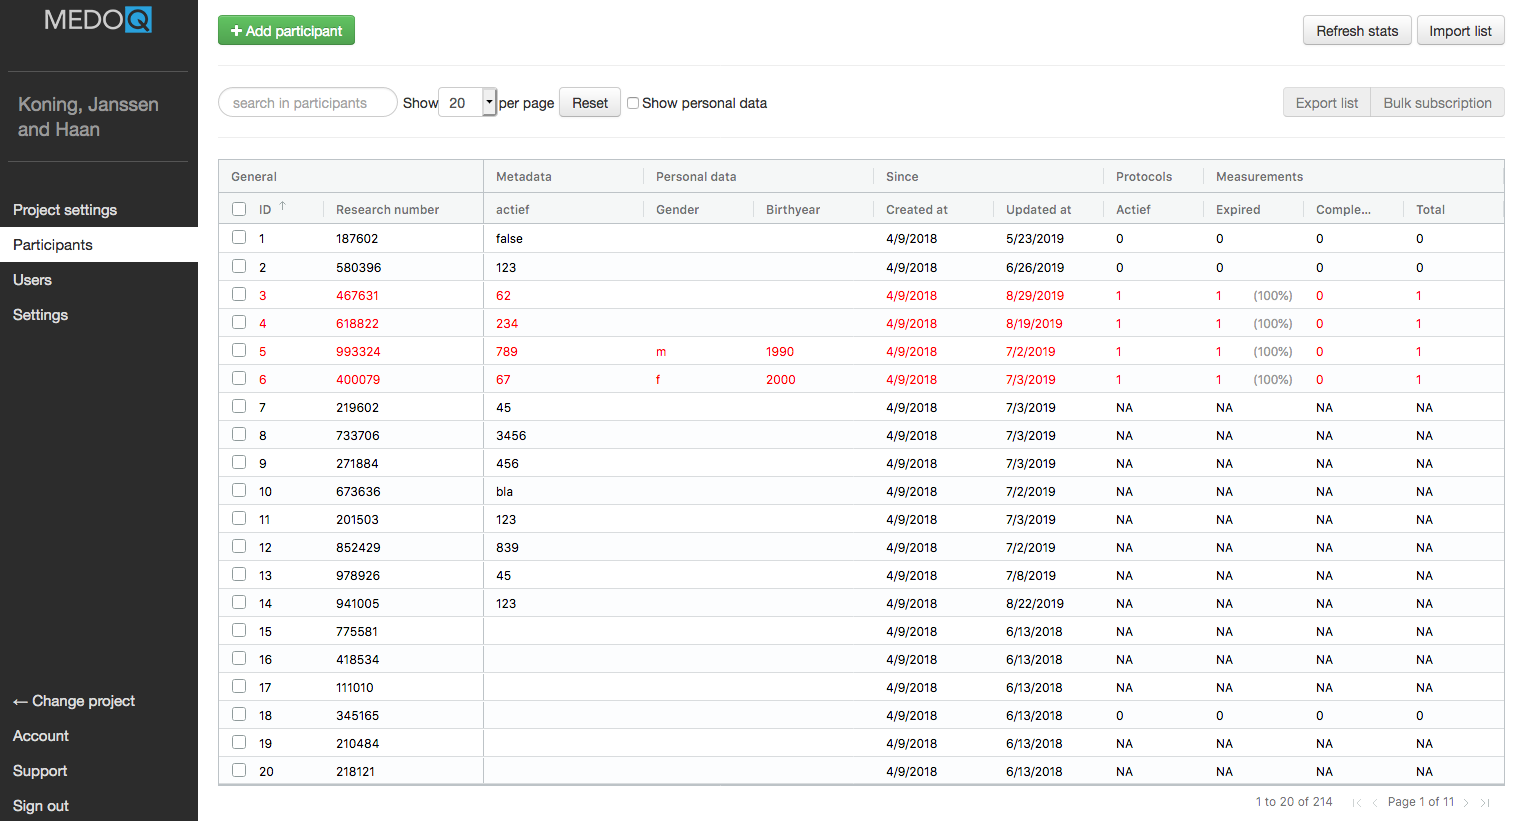 MEDOQ
Koning, Janssen
and Haan
Project settings
Participants
Users
Settings
← Change project
Account
Support
Sign out
+ Add participant
Refresh stats Import list
search in participants Show 20 per page Reset Show personal data Export list Bulk subscription
General Metadata Personal data Since Protocols Measurements
ID ↑ Research number actief Gender Birthyear Created at Updated at Actief Expired Comple... Total
1 187602 false 4/9/2018 5/23/2019 0 0 0 0
2 580396 123 4/9/2018 6/26/2019 0 0 0 0
3 467631 62 4/9/2018 8/29/2019 1 1 (100%) 0 1
4 618822 234 4/9/2018 8/19/2019 1 1 (100%) 0 1
5 993324 789 m 1990 4/9/2018 7/2/2019 1 1 (100%) 0 1
6 400079 67 f 2000 4/9/2018 7/3/2019 1 1 (100%) 0 1
7 219602 45 4/9/2018 7/3/2019 NA NA NA NA
8 733706 3456 4/9/2018 7/3/2019 NA NA NA NA
9 271884 456 4/9/2018 7/3/2019 NA NA NA NA
10 673636 bla 4/9/2018 7/2/2019 NA NA NA NA
11 201503 123 4/9/2018 7/3/2019 NA NA NA NA
12 852429 839 4/9/2018 7/2/2019 NA NA NA NA
13 978926 45 4/9/2018 7/8/2019 NA NA NA NA
14 941005 123 4/9/2018 8/22/2019 NA NA NA NA
15 775581 4/9/2018 6/13/2018 NA NA NA NA
16 418534 4/9/2018 6/13/2018 NA NA NA NA
17 111010 4/9/2018 6/13/2018 NA NA NA NA
18 345165 4/9/2018 6/13/2018 0 0 0 0
19 210484 4/9/2018 6/13/2018 NA NA NA NA
20 218121 4/9/2018 6/13/2018 NA NA NA NA
1 to 20 of 214 Page 1 of 11